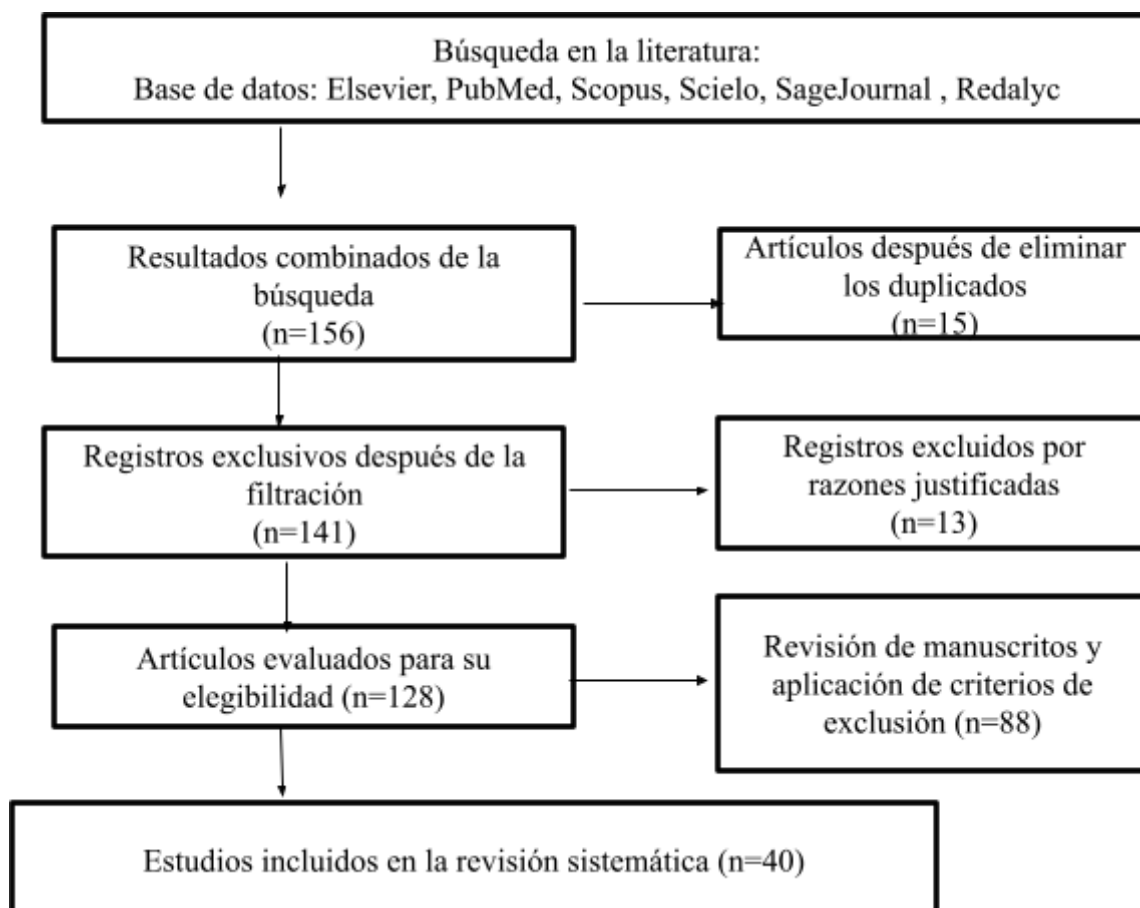 Búsqueda en la literatura:
Base de datos: Elsevier, PubMed, Scopus, Scielo, SageJournal , Redalyc
Resultados combinados de la
búsqueda
(n=156)
Artículos después de eliminar
los duplicados
(n=15)
Registros exclusivos después de la
filtración
(n=141)
Registros excluidos por
razones justificadas
(n=13)
Artículos evaluados para su
elegibilidad (n=128)
Revisión de manuscritos y
aplicación de criterios de
exclusión (n=88)
Estudios incluidos en la revisión sistemática (n=40)